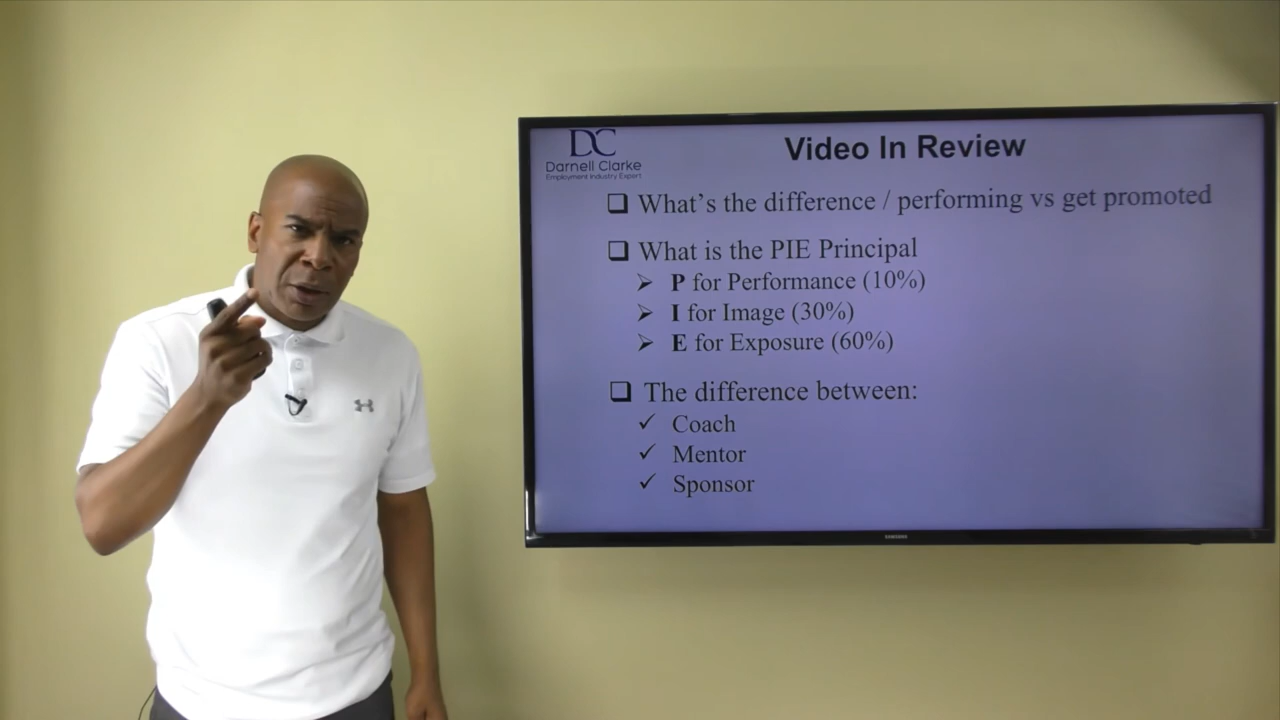 DC
Darnell Clarke
Employment Industry Expert
Video In Review
What's the difference / performing vs get promoted
What is the PIE Principal
P for Performance (10%)
I for Image (30%)
E for Exposure (60%)
The difference between:
Coach
Mentor
Sponsor
SAMSUNG